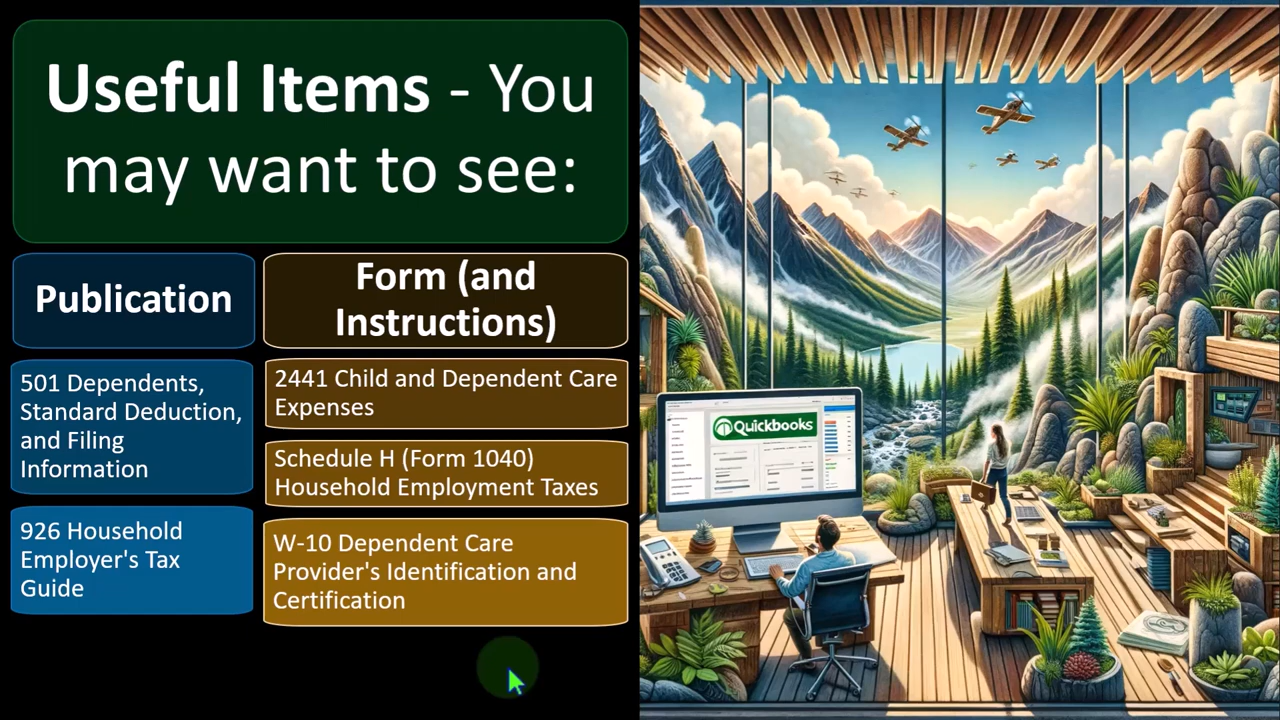 Useful Items - You
may want to see:
Publication
Form (and
Instructions)
501 Dependents,
Standard Deduction,
and Filing
Information
2441 Child and Dependent Care
Expenses
Schedule H (Form 1040)
Household Employment Taxes
926 Household
Employer's Tax
Guide
W-10 Dependent Care
Provider's Identification and
Certification
Quickbooks